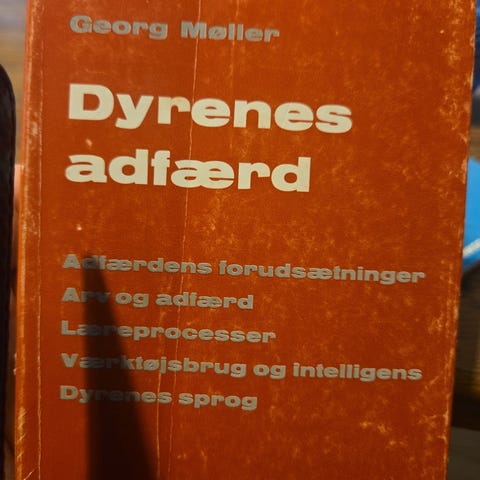 Georg Møller
Dyrenes
adfærd
Adfærdens forudsætninger
Arv og adfærd
Læreprocesser
Værktøjsbrug og intelligens
Dyrenes sprog